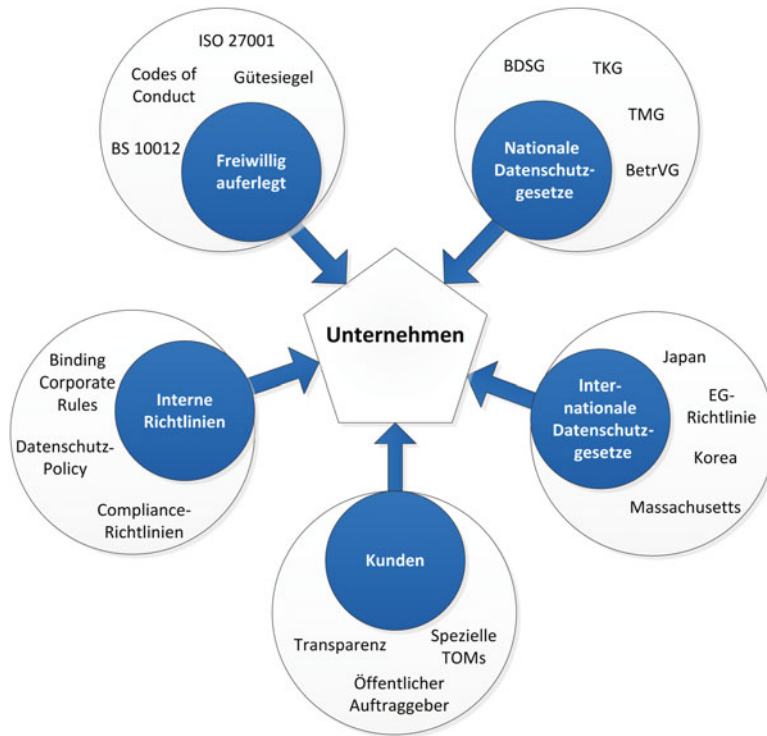 ISO 27001
Codes of
Conduct
Gütesiegel
BS 10012
Freiwillig
auferlegt
BDSG
TKG
TMG
BetrVG
Nationale
Datenschutz-
gesetze
Unternehmen
Binding
Corporate
Rules
Datenschutz-
Policy
Compliance-
Richtlinien
Interne
Richtlinien
Japan
EG-
Richtlinie
Korea
Massachusetts
Inter-
nationale
Datenschutz-
gesetze
Kunden
Transparenz
Spezielle
TOMs
Öffentlicher
Auftraggeber